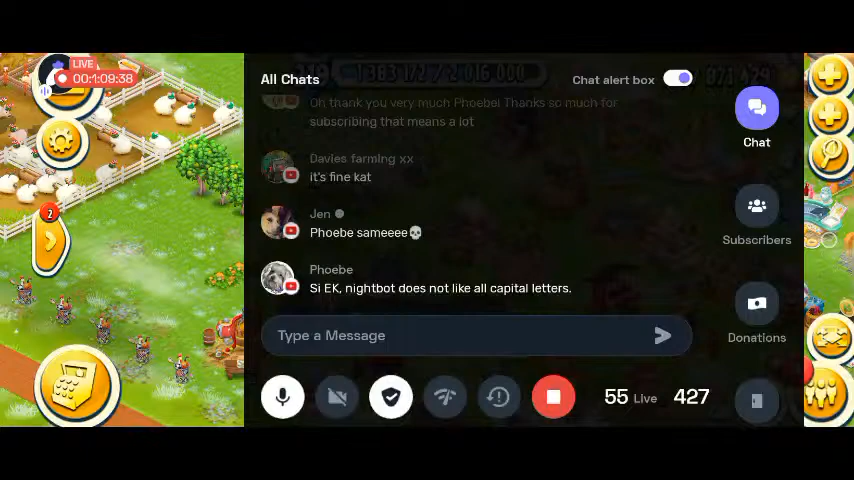 LIVE
00:1:09:38
All Chats
Chat alert box
Oh thank you very much Phoebe! Thanks so much for
subscribing that means a lot
Chat
Davies farming xx
it's fine kat
2
Jen
Phoebe sameeee💀
Subscribers
Phoebe
Si EK, nightbot does not like all capital letters.
Type a Message
Donations
55 Live 427